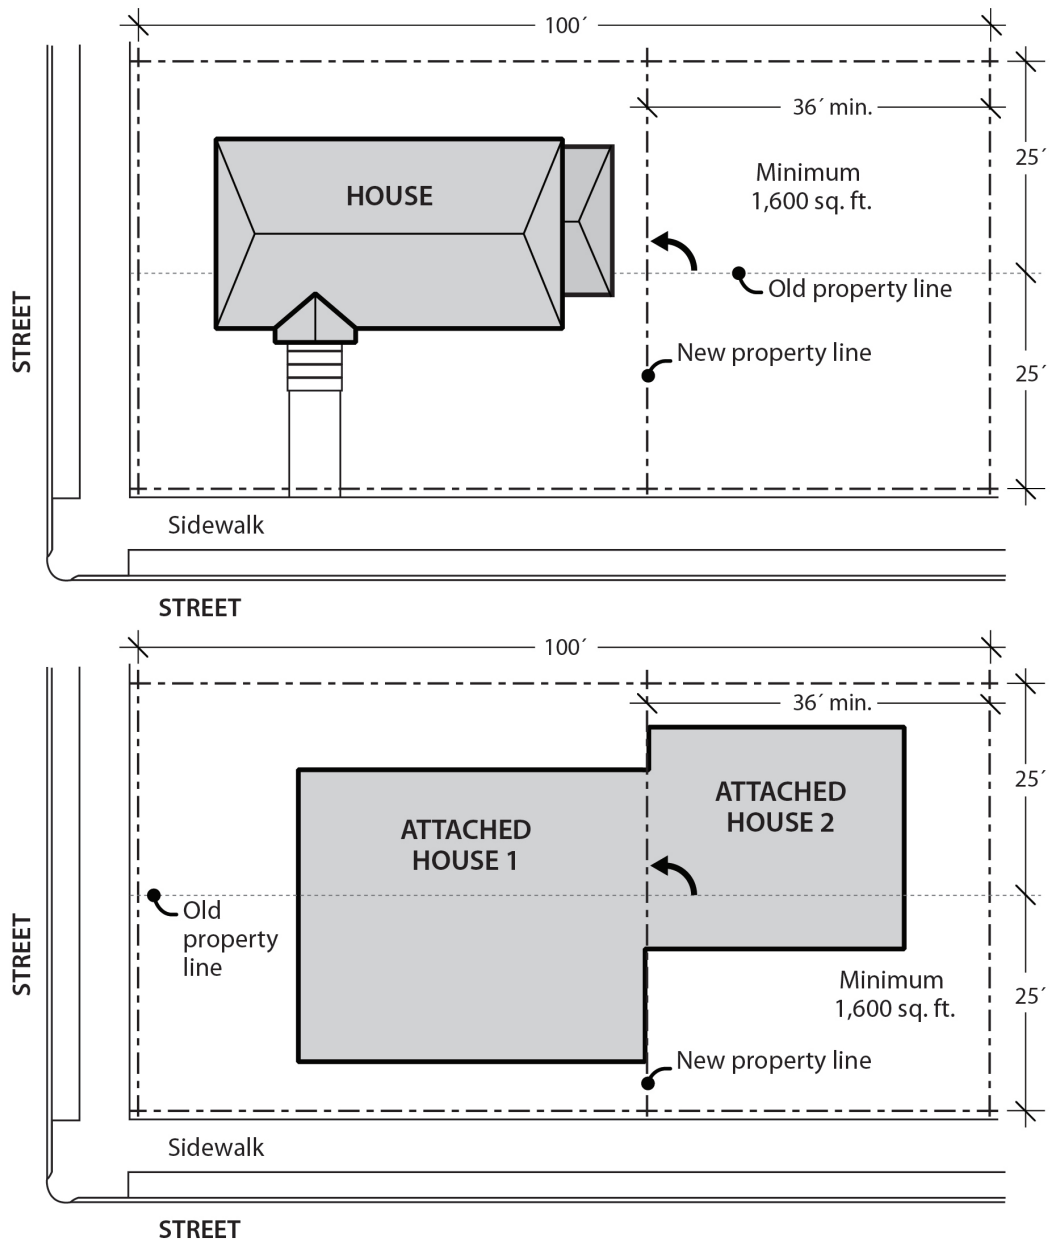 100´
36´ min.
25´
Minimum
1,600 sq. ft.
HOUSE
Old property line
New property line
25´
STREET
Sidewalk
STREET
100´
36´ min.
25´
ATTACHED
HOUSE 2
ATTACHED
HOUSE 1
Old
property
line
Minimum
1,600 sq. ft.
25´
New property line
STREET
Sidewalk
STREET